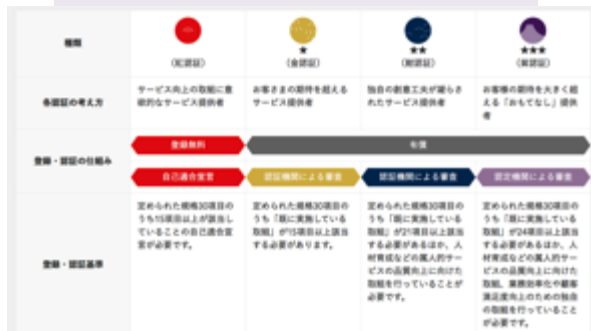 種類
(紅認証)
★
(金認証)
★★
(紺認証)
★★★
(紫認証)
各認証の考え方
サービス向上の取組に意
欲的なサービス提供者
お客さまの期待を超える
サービス提供者
独自の創意工夫が凝らさ
れたサービス提供者
お客様の期待を大きく超
える「おもてなし」提供
者
登録・認証の仕組み
登録無料
有償
自己適合宣言
認証機関による審査
認証機関による審査
認定機関による審査
登録・認証基準
定められた規格30項目の
うち15項目以上が該当し
ていることの自己適合宣
言が必要です。
定められた規格30項目の
うち「既に実施している
取組」が15項目以上該当
する必要があります。
定められた規格30項目の
うち「既に実施している
取組」が21項目以上該当
する必要があるほか、人
材育成などの属人的サー
ビスの品質向上に向けた
取組を行っていることが
必要です。
定められた規格30項目の
うち「既に実施している
取組」が24項目以上該当
する必要があるほか、人
材育成などの属人的サー
ビスの品質向上に向けた
取組、業務効率化や顧客
満足度向上のための独自
の取組を行っていること
が必要です。